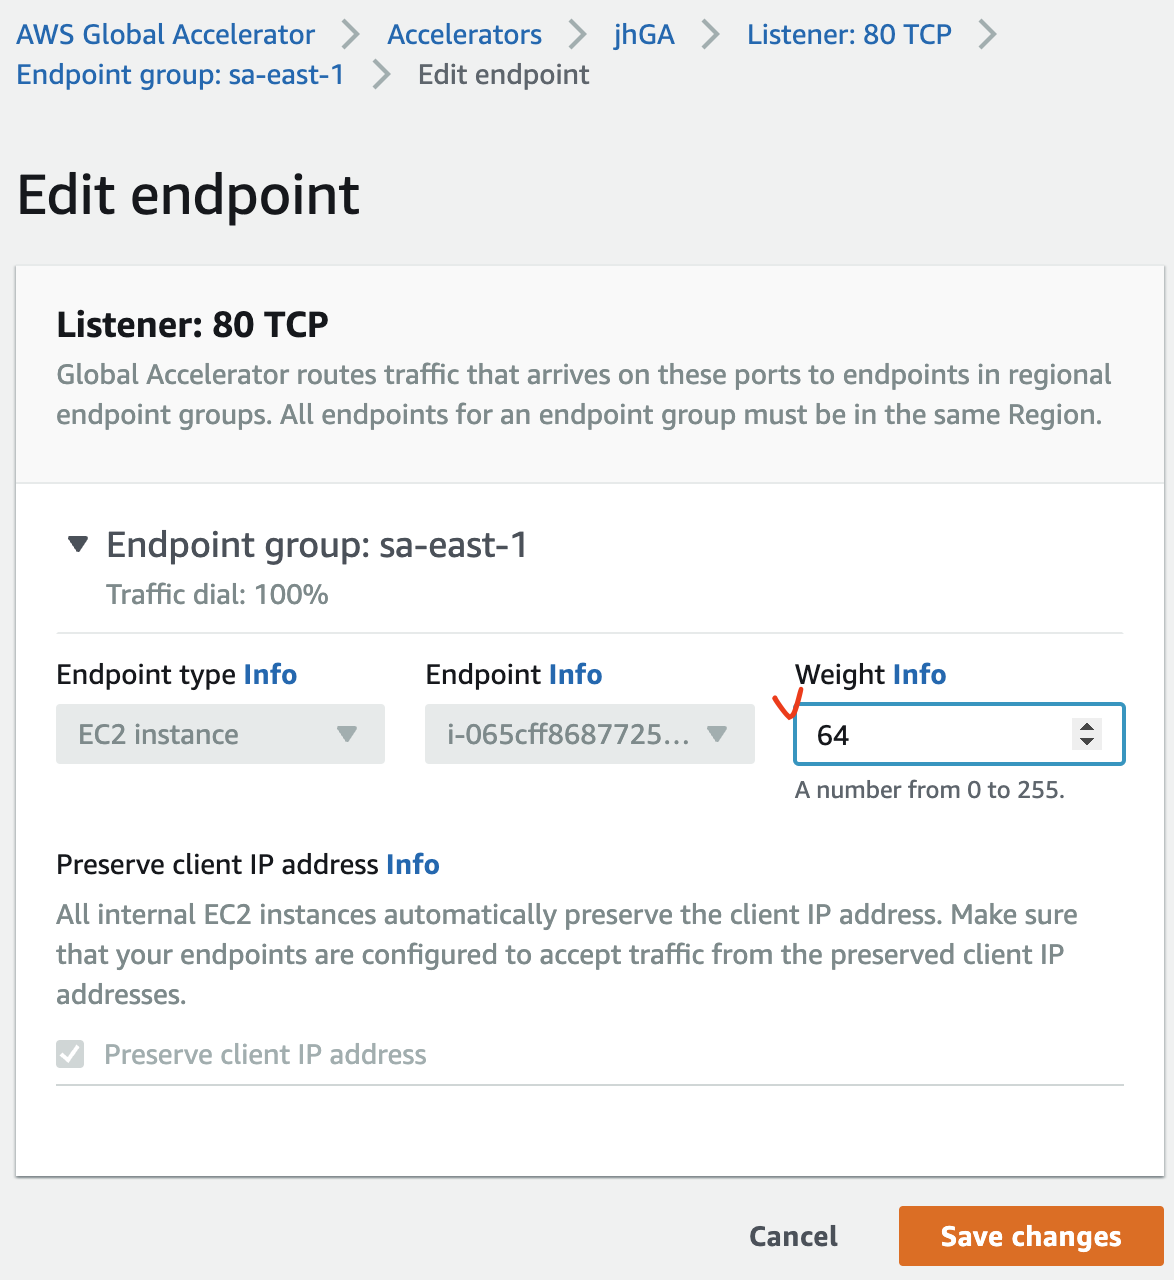 AWS Global Accelerator > Accelerators > jhGA > Listener: 80 TCP >
Endpoint group: sa-east-1 > Edit endpoint
Edit endpoint
Listener: 80 TCP
Global Accelerator routes traffic that arrives on these ports to endpoints in regional
endpoint groups. All endpoints for an endpoint group must be in the same Region.
Endpoint group: sa-east-1
Traffic dial: 100%
Endpoint type Info
Endpoint Info
Weight Info
EC2 instance
i-065cff8687725...
64
A number from 0 to 255.
Preserve client IP address Info
All internal EC2 instances automatically preserve the client IP address. Make sure
that your endpoints are configured to accept traffic from the preserved client IP
addresses.
Preserve client IP address
Cancel
Save changes